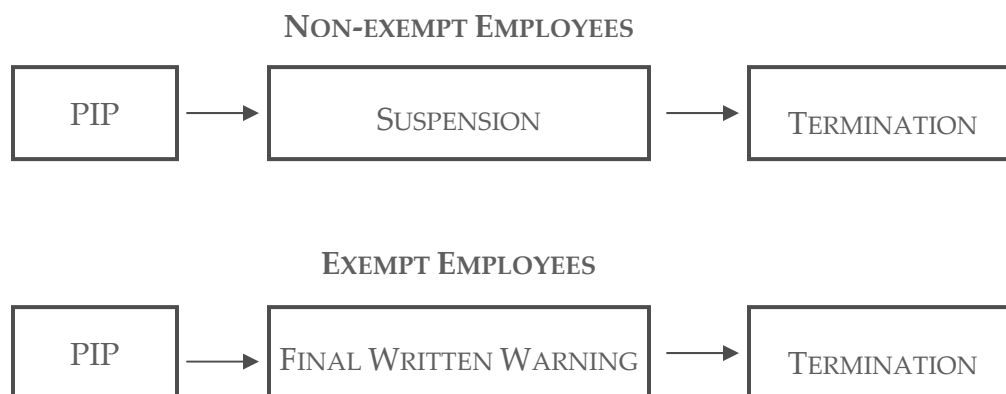 NON-EXEMPT EMPLOYEES
PIP
SUSPENSION
TERMINATION
EXEMPT EMPLOYEES
PIP
FINAL WRITTEN WARNING
TERMINATION